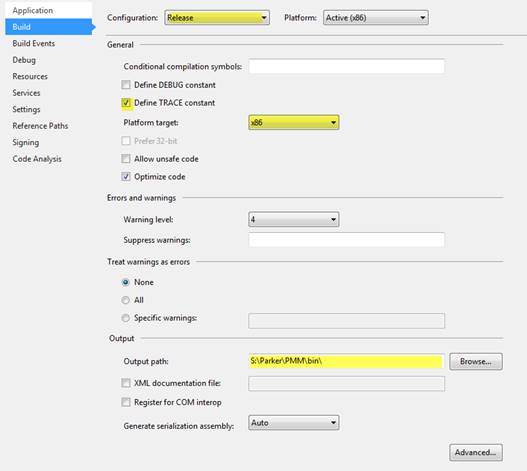 Application
Build
Build Events
Debug
Resources
Services
Settings
Reference Paths
Signing
Code Analysis
Configuration: Release Platform: Active (x86)
General
Conditional compilation symbols:
Define DEBUG constant
Define TRACE constant
Platform target: x86
Prefer 32-bit
Allow unsafe code
Optimize code
Errors and warnings
Warning level: 4
Suppress warnings:
Treat warnings as errors
None
All
Specific warnings:
Output
Output path: S:\Parker\PMM\bin\ Browse...
XML documentation file:
Register for COM interop
Generate serialization assembly: Auto
Advanced...